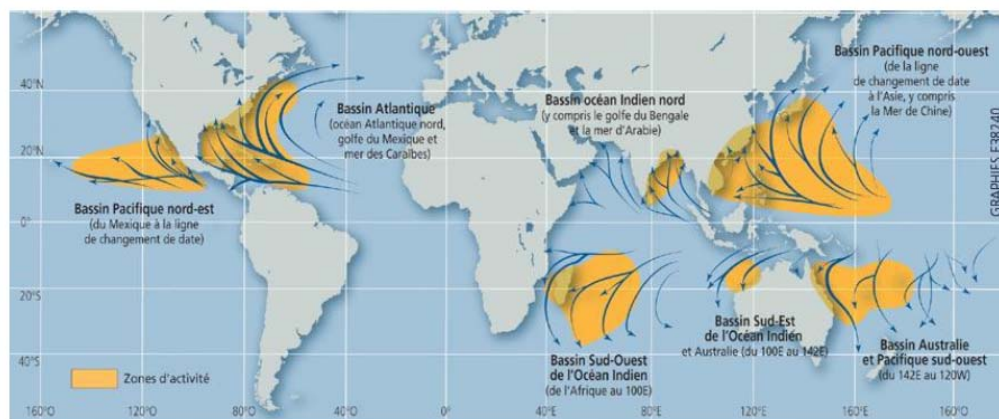 Bassin Pacifique nord-ouest
(de la ligne
de changement de date
à l'Asie, y compris
la Mer de Chine)
40°N
Bassin Atlantique
(océan Atlantique nord,
golfe du Mexique et
mer des Caraïbes)
Bassin océan Indien nord
(y compris le golfe du Bengale
et la mer d'Arabie)
20°N
Bassin Pacifique nord-est
(du Mexique à la ligne
de changement de date)
0°
20°S
Bassin Sud-Est
de l'Océan Indien
et Australie (du 100E au 142E)
Bassin Australie
et Pacifique sud-ouest
(du 142E au 120W)
Bassin Sud-Ouest
de l'Océan Indien
(de l'Afrique au 100E)
40°S
Zones d'activité
160°O
120°O
80°O
40°O
0°
40°E
80°E
120°E
160°E
160°O